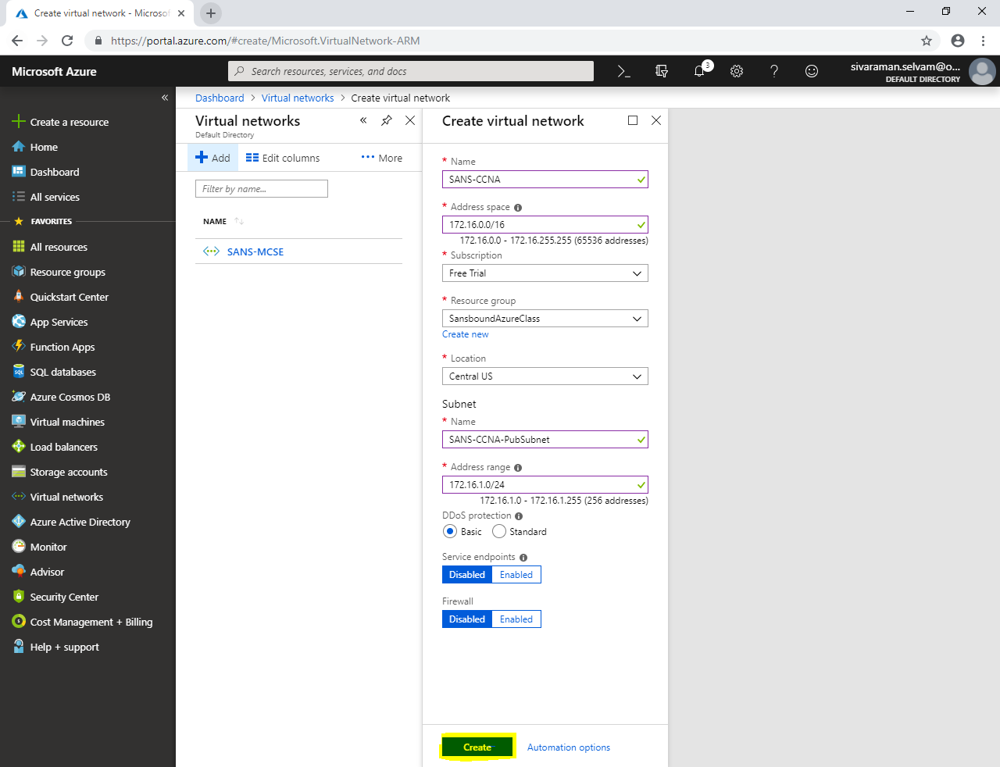 Create virtual network - Microsof
https://portal.azure.com/#create/Microsoft.VirtualNetwork-ARM
Microsoft Azure
Search resources, services, and docs
3
sivaraman.selvam@o...
DEFAULT DIRECTORY
Create a resource
Home
Dashboard
All services
FAVORITES
All resources
Resource groups
Quickstart Center
App Services
Function Apps
SQL databases
Azure Cosmos DB
Virtual machines
Load balancers
Storage accounts
Virtual networks
Azure Active Directory
Monitor
Advisor
Security Center
Cost Management + Billing
Help + support
Dashboard > Virtual networks > Create virtual network
Virtual networks
Default Directory
Add
Edit columns
More
Filter by name...
NAME
SANS-MCSE
Create virtual network
* Name
SANS-CCNA
* Address space
172.16.0.0/16
172.16.0.0 - 172.16.255.255 (65536 addresses)
* Subscription
Free Trial
* Resource group
SansboundAzureClass
Create new
* Location
Central US
Subnet
* Name
SANS-CCNA-PubSubnet
* Address range
172.16.1.0/24
172.16.1.0 - 172.16.1.255 (256 addresses)
DDoS protection
Basic Standard
Service endpoints
Disabled Enabled
Firewall
Disabled Enabled
Create
Automation options